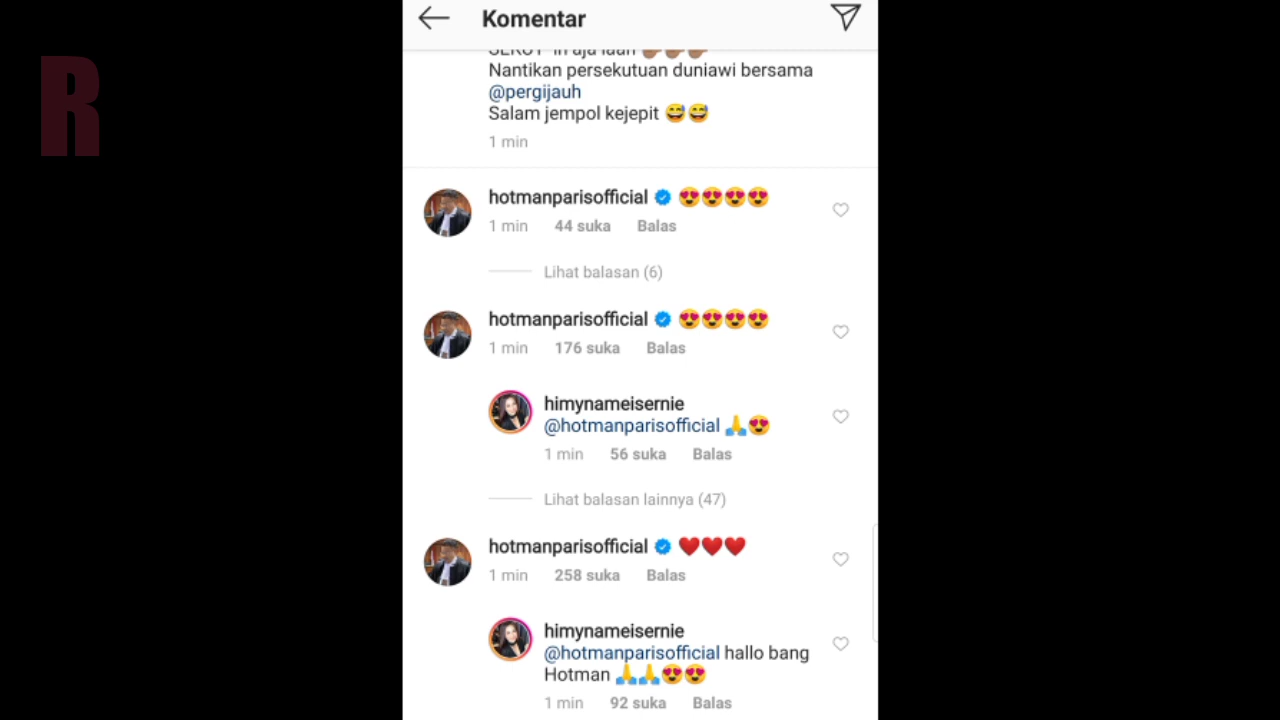 R
Komentar
Nantikan persekutuan duniawi bersama
@pergijauh
Salam jempol kejepit 😅😅
1 min
hotmanparisofficial 😍😍😍😍
1 min 44 suka Balas
Lihat balasan (6)
hotmanparisofficial 😍😍😍😍
1 min 176 suka Balas
himynameisernie
@hotmanparisofficial 🙏😍
1 min 56 suka Balas
Lihat balasan lainnya (47)
hotmanparisofficial ❤️❤️❤️
1 min 258 suka Balas
himynameisernie
@hotmanparisofficial hallo bang
Hotman 🙏🙏😍😍
1 min 92 suka Balas